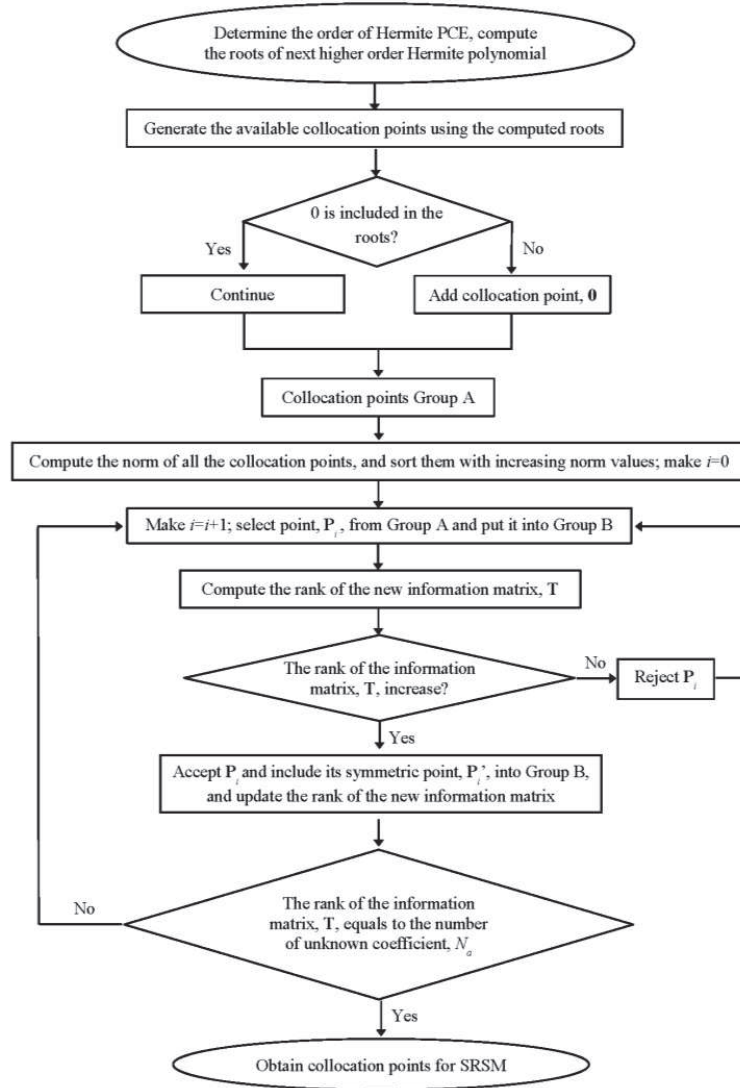 Determine the order of Hermite PCE, compute
the roots of next higher order Hermite polynomial
Generate the available collocation points using the computed roots
0 is included in the
roots?
Yes
No
Continue
Add collocation point, 0
Collocation points Group A
Compute the norm of all the collocation points, and sort them with increasing norm values; make i=0
Make i=i+1; select point, P_i, from Group A and put it into Group B
Compute the rank of the new information matrix, T
The rank of the information
matrix, T, increase?
No
Reject P_i
Yes
Accept P_i and include its symmetric point, P_i’, into Group B,
and update the rank of the new information matrix
No
The rank of the information
matrix, T, equals to the number
of unknown coefficient, N_a
Yes
Obtain collocation points for SRSM